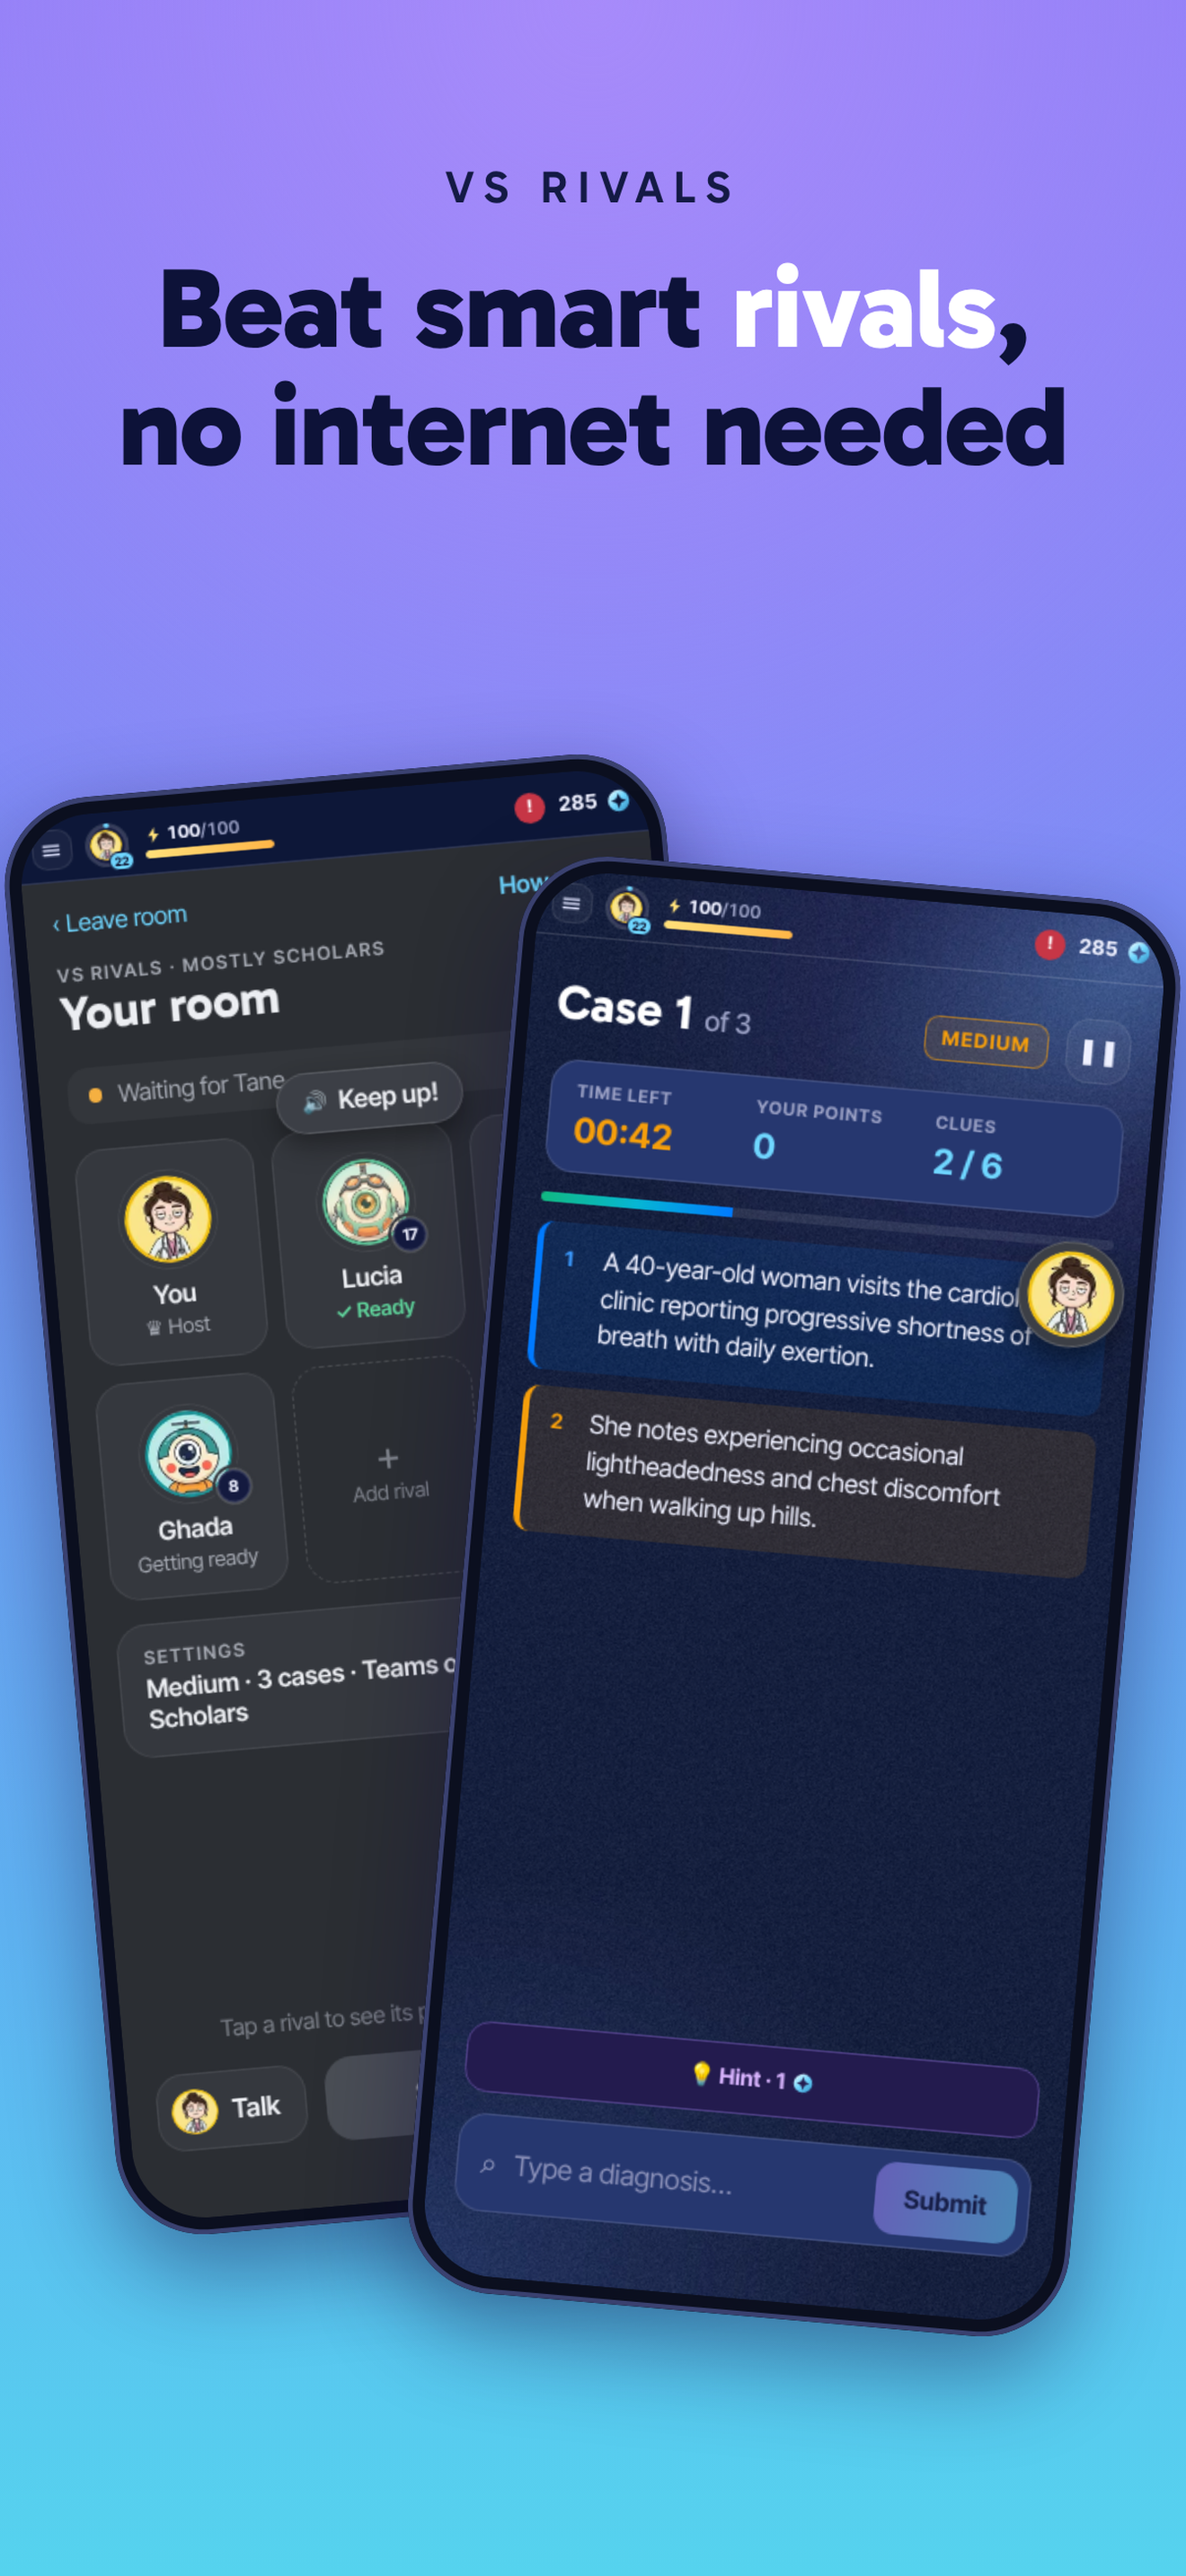 VS RIVALS
Beat smart rivals,
no internet needed
100/100
285
22
‹ Leave room
How
VS RIVALS · MOSTLY SCHOLARS
Your room
Waiting for Tane
Keep up!
You
Host
17
Lucia
✓ Ready
8
Ghada
Getting ready
+
Add rival
SETTINGS
Medium · 3 cases · Teams o
Scholars
Tap a rival to see its
Talk
100/100
285
22
Case 1 of 3
MEDIUM
TIME LEFT
YOUR POINTS
CLUES
00:42
0
2 / 6
1
A 40-year-old woman visits the cardiol
clinic reporting progressive shortness of
breath with daily exertion.
2
She notes experiencing occasional
lightheadedness and chest discomfort
when walking up hills.
Hint · 1
Type a diagnosis...
Submit